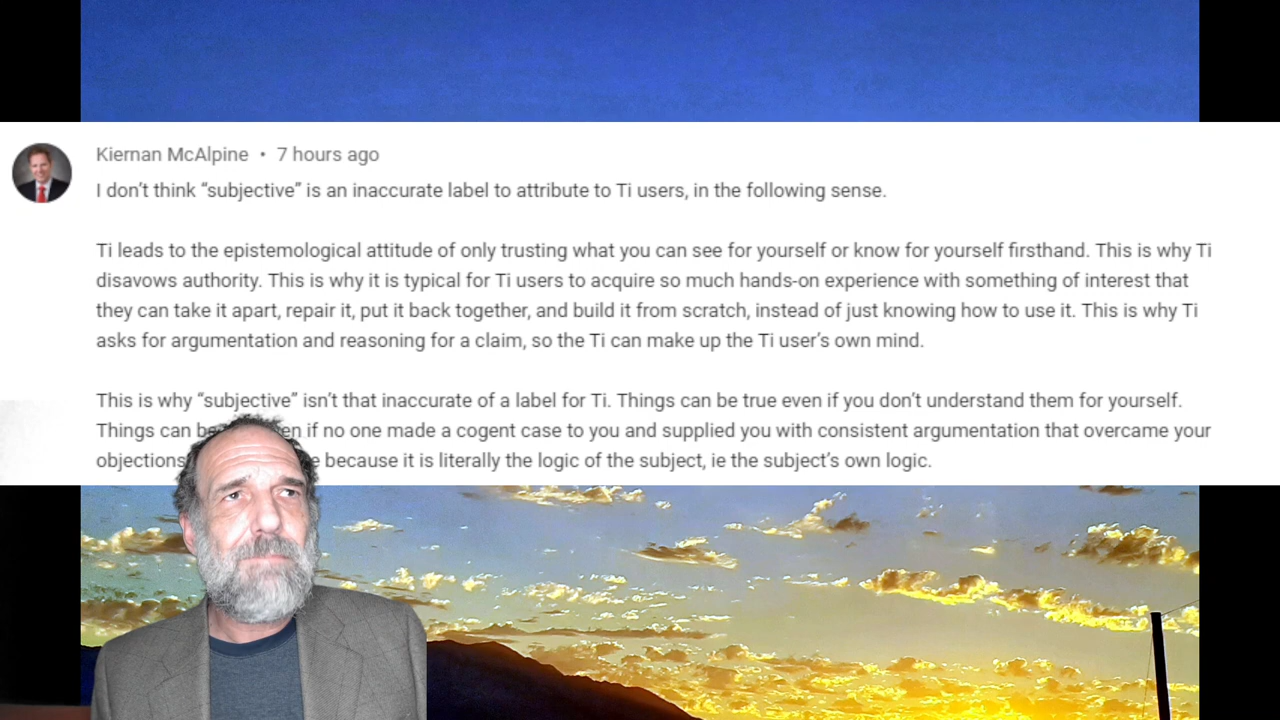 Kiernan McAlpine • 7 hours ago
I don't think “subjective” is an inaccurate label to attribute to Ti users, in the following sense.
Ti leads to the epistemological attitude of only trusting what you can see for yourself or know for yourself firsthand. This is why Ti
disavows authority. This is why it is typical for Ti users to acquire so much hands-on experience with something of interest that
they can take it apart, repair it, put it back together, and build it from scratch, instead of just knowing how to use it. This is why Ti
asks for argumentation and reasoning for a claim, so the Ti can make up the Ti user's own mind.
This is why “subjective” isn't that inaccurate of a label for Ti. Things can be true even if you don't understand them for yourself.
Things can if no one made a cogent case to you and supplied you with consistent argumentation that overcame your
objections because it is literally the logic of the subject, ie the subject's own logic.